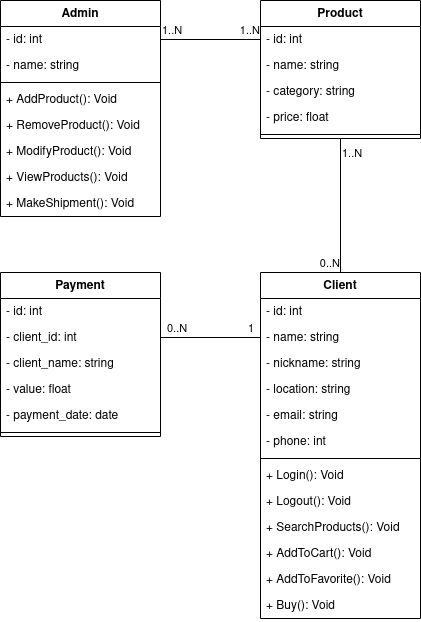 Admin
- id: int
- name: string
+ AddProduct(): Void
+ RemoveProduct(): Void
+ ModifyProduct(): Void
+ ViewProducts(): Void
+ MakeShipment(): Void
1..N
1..N
Product
- id: int
- name: string
- category: string
- price: float
1..N
0..N
Payment
- id: int
- client_id: int
- client_name: string
- value: float
- payment_date: date
0..N
1
Client
- id: int
- name: string
- nickname: string
- location: string
- email: string
- phone: int
+ Login(): Void
+ Logout(): Void
+ SearchProducts(): Void
+ AddToCart(): Void
+ AddToFavorite(): Void
+ Buy(): Void